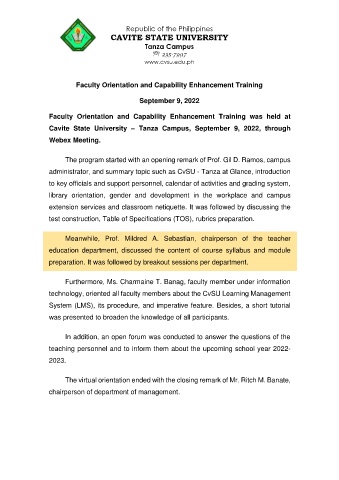 Republic of the Philippines
CAVITE STATE UNIVERSITY
Tanza Campus
www.cvsu.edu.ph
Faculty Orientation and Capability Enhancement Training
September 9, 2022
Faculty Orientation and Capability Enhancement Training was held at
Cavite State University – Tanza Campus, September 9, 2022, through
Webex Meeting.
The program started with an opening remark of Prof. Gil D. Ramos, campus
administrator, and summary topic such as CvSU - Tanza at Glance, introduction
to key officials and support personnel, calendar of activities and grading system,
library orientation, gender and development in the workplace and campus
extension services and classroom netiquette. It was followed by discussing the
test construction, Table of Specifications (TOS), rubrics preparation.
Meanwhile, Prof. Mildred A. Sebastian, chairperson of the teacher
education department, discussed the content of course syllabus and module
preparation. It was followed by breakout sessions per department.
Furthermore, Ms. Charmaine T. Banag, faculty member under information
technology, oriented all faculty members about the CvSU Learning Management
System (LMS), its procedure, and imperative feature. Besides, a short tutorial
was presented to broaden the knowledge of all participants.
In addition, an open forum was conducted to answer the questions of the
teaching personnel and to inform them about the upcoming school year 2022-
2023.
The virtual orientation ended with the closing remark of Mr. Ritch M. Banate,
chairperson of department of management.